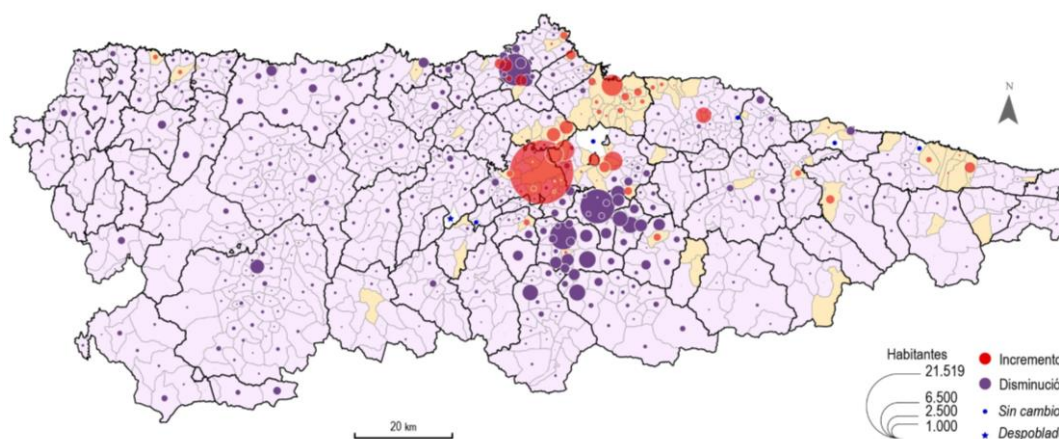 N
Habitantes
21.519
6.500
2.500
1.000
Incremento
Disminució
Sin cambio
Despoblad
20 km